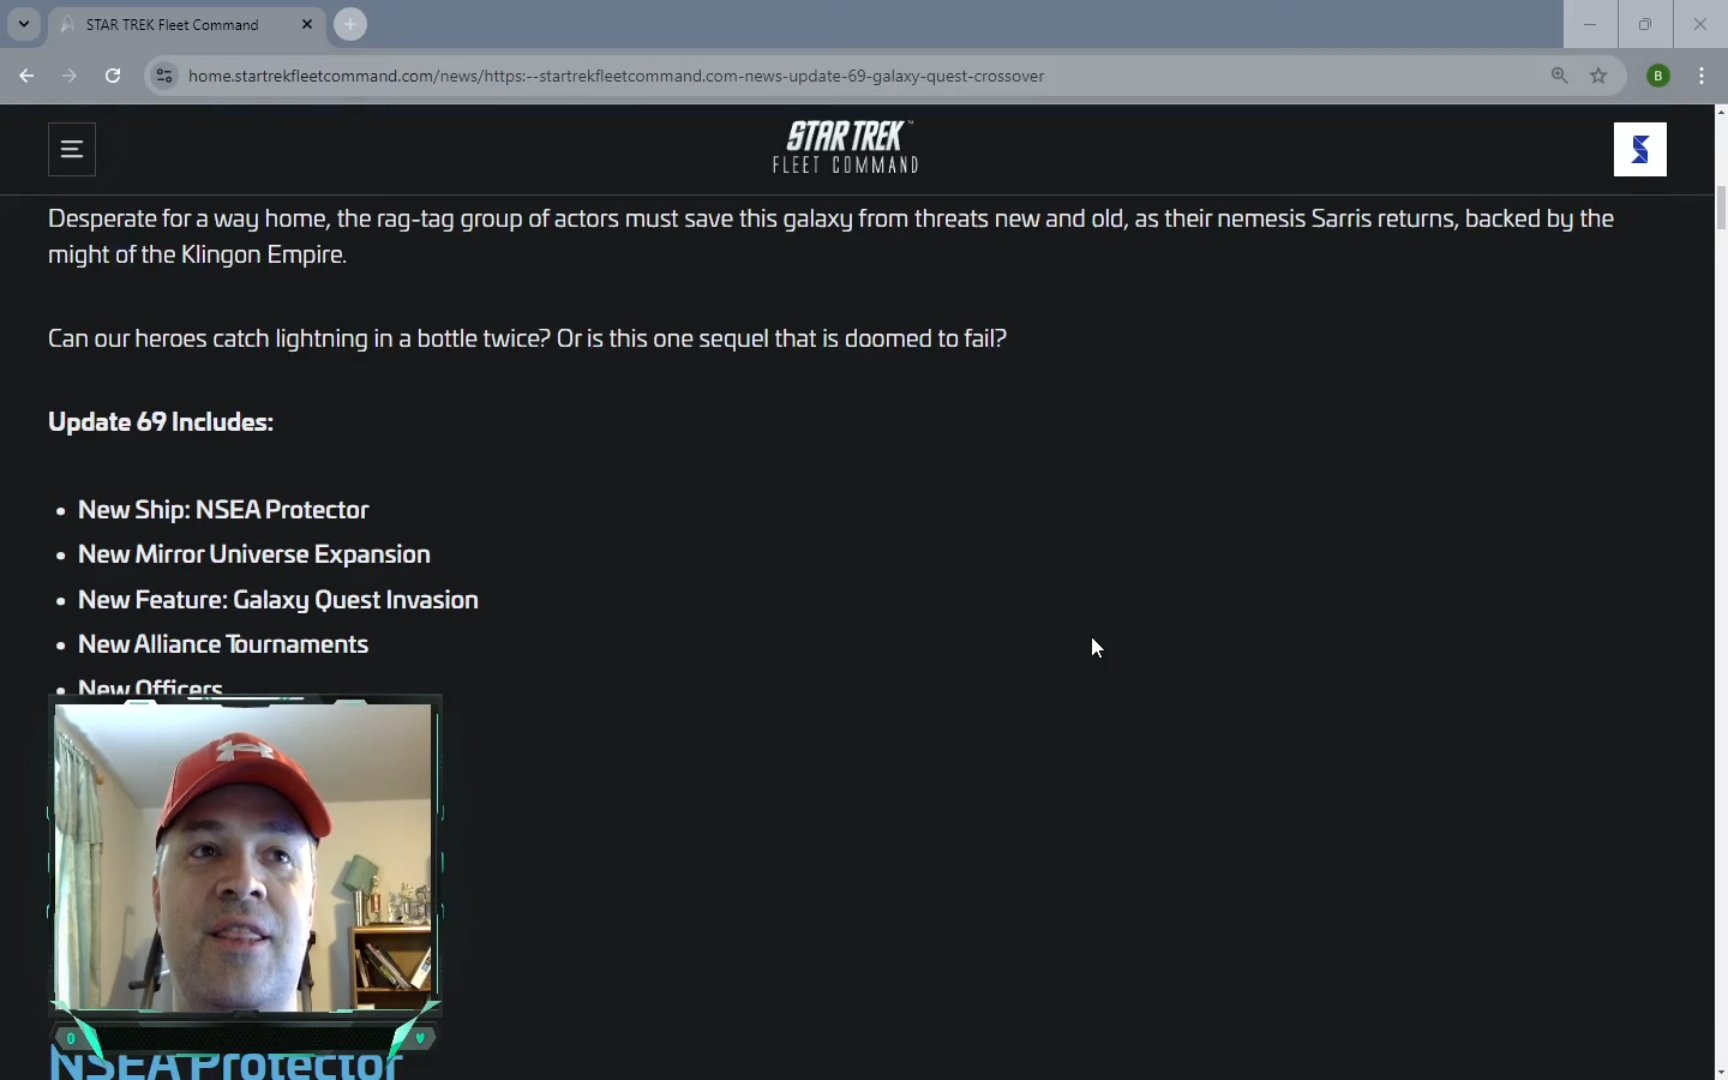 STAR TREK Fleet Command
home.startrekfleetcommand.com/news/https:--startrekfleetcommand.com-news-update-69-galaxy-quest-crossover
B
STAR TREK™
FLEET COMMAND
Desperate for a way home, the rag-tag group of actors must save this galaxy from threats new and old, as their nemesis Sarris returns, backed by the
might of the Klingon Empire.
Can our heroes catch lightning in a bottle twice? Or is this one sequel that is doomed to fail?
Update 69 Includes:
• New Ship: NSEA Protector
• New Mirror Universe Expansion
• New Feature: Galaxy Quest Invasion
• New Alliance Tournaments
• New Officers
0
NSEA Protector